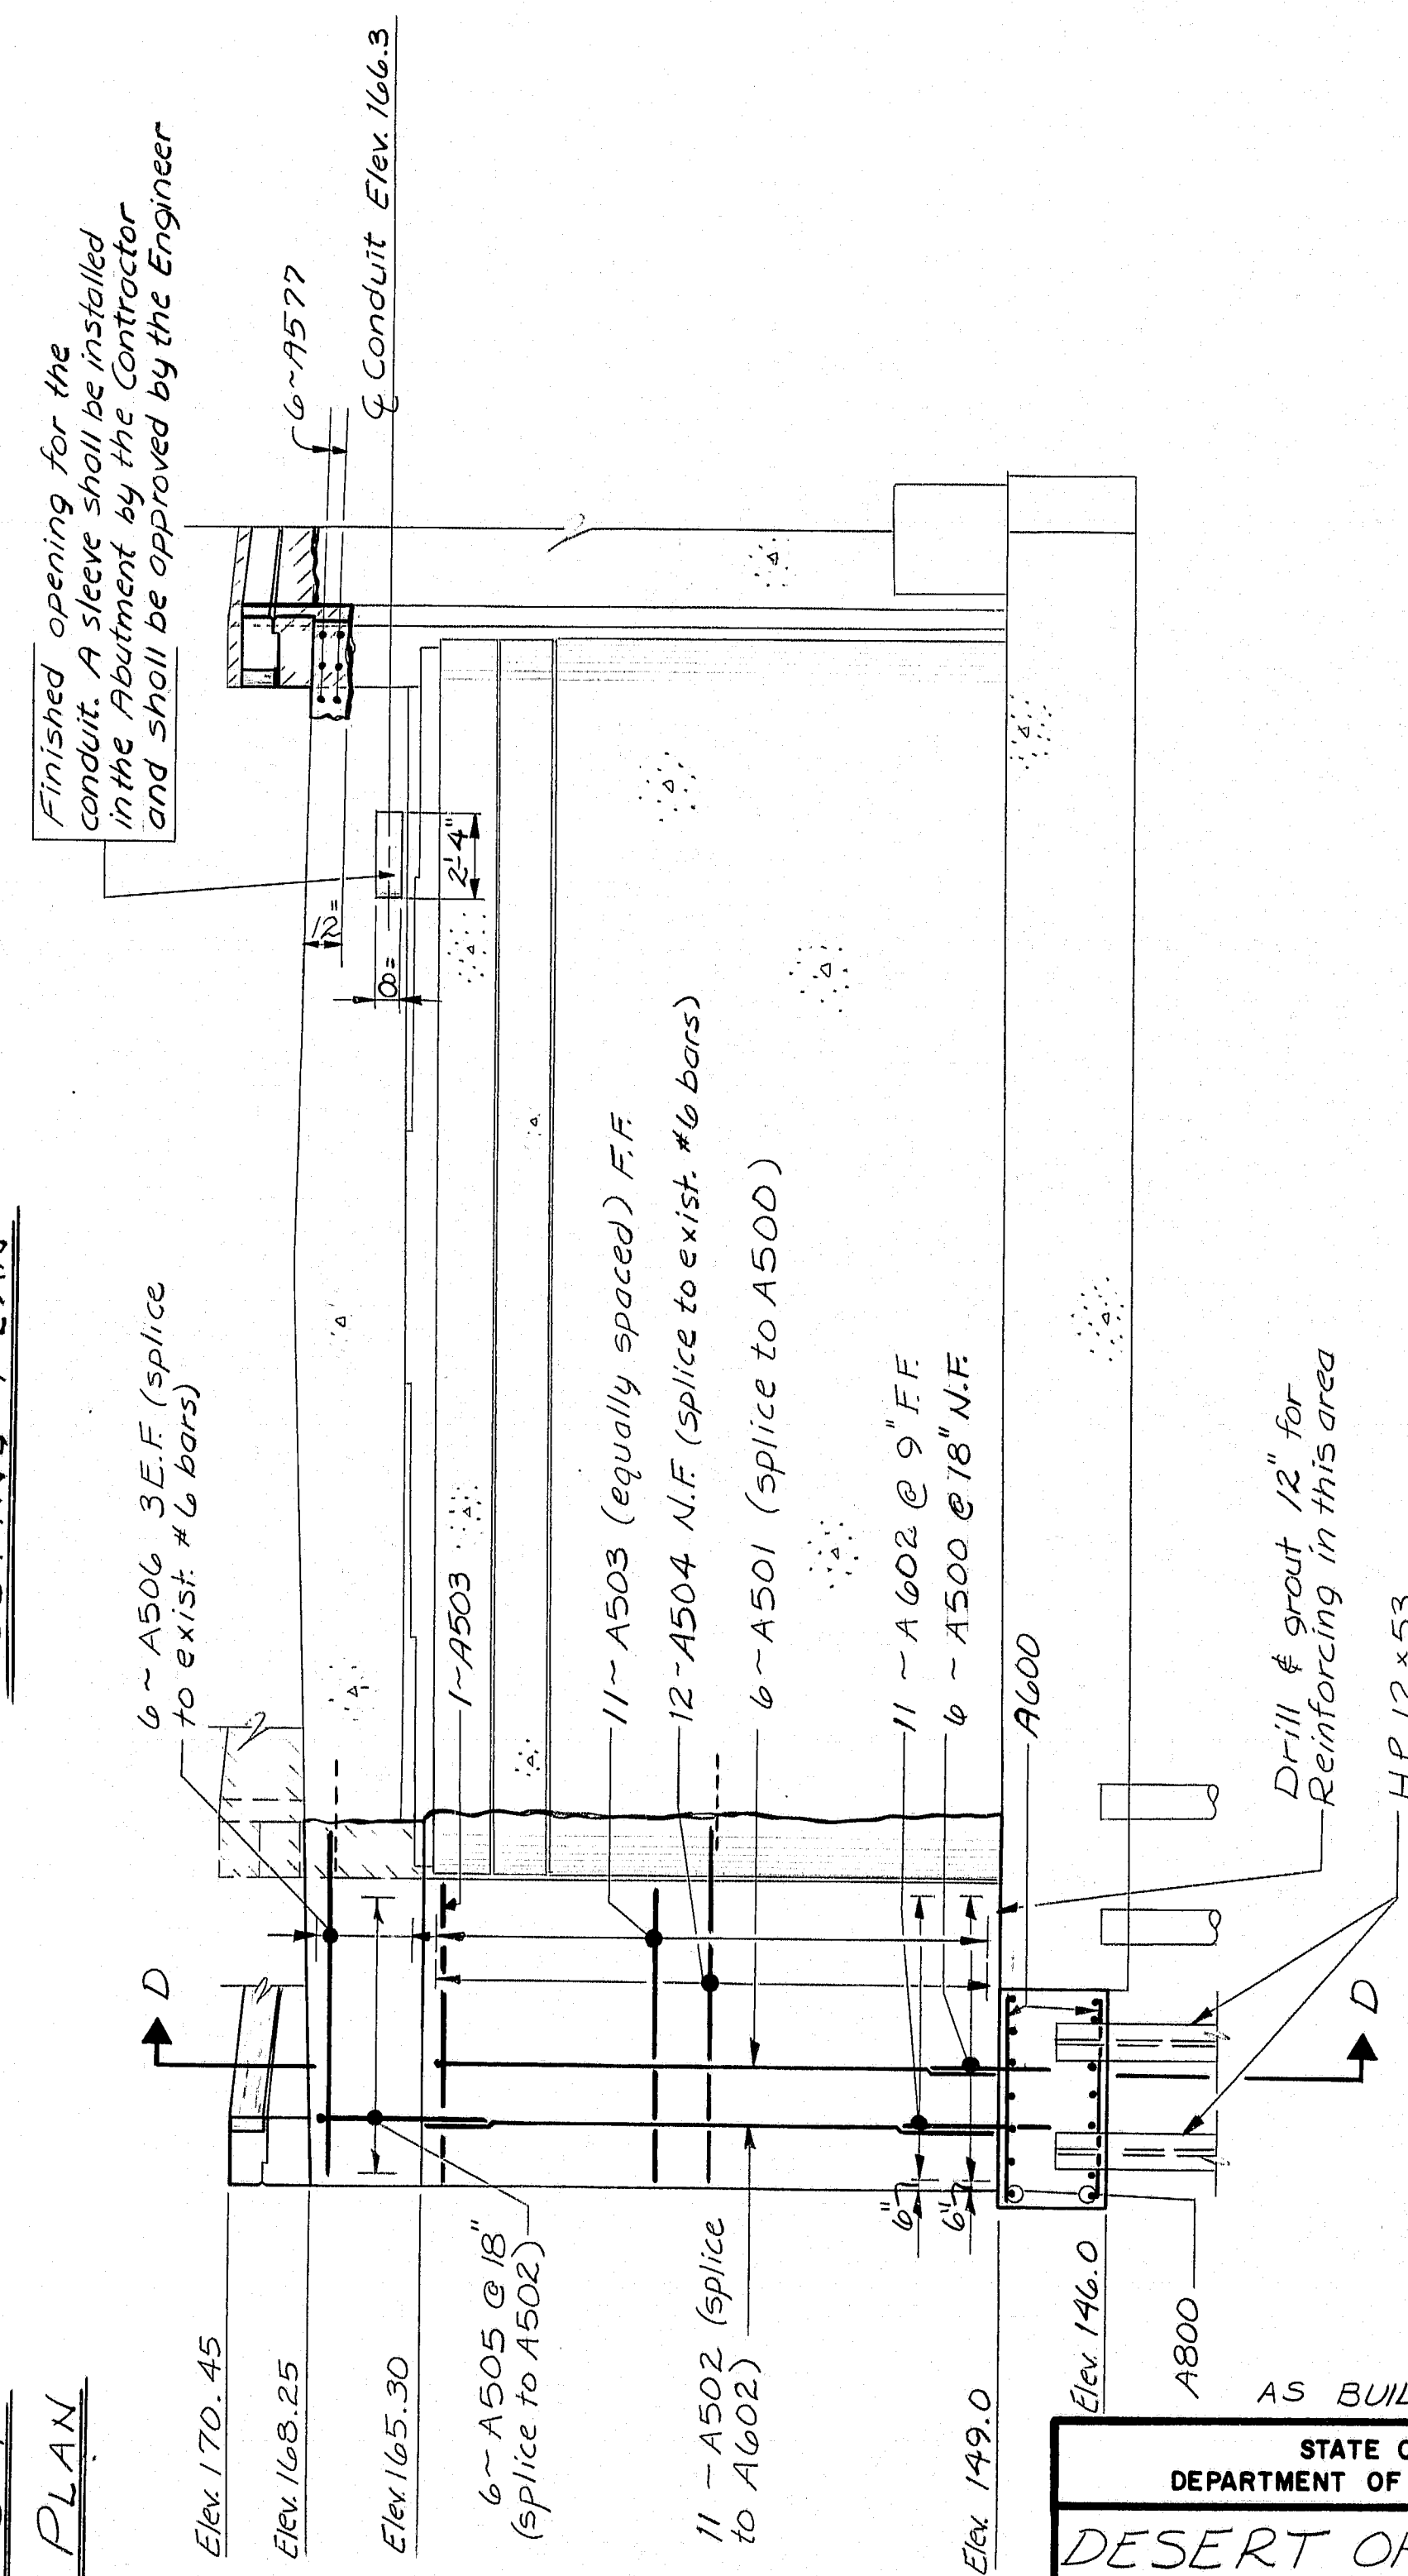 PLAN
Finished opening for the
conduit. A sleeve shall be installed
in the Abutment by the Contractor
and shall be approved by the Engineer
6~A577
℄ Conduit Elev. 166.3
12"
8"
2'-4"
6~A506 3E.F. (splice
to exist. #6 bars)
1~A503
11~A503 (equally spaced) F.F.
12~A504 N.F. (splice to exist. #6 bars)
6~A501 (splice to A500)
11~A602 @ 9" F.F.
6~A500 @ 18" N.F.
A600
Drill & grout 12" for
Reinforcing in this area
HP 12x53
D
D
Elev. 170.45
Elev. 168.25
Elev. 165.30
6~A505 @ 18"
(splice to A502)
11~A502 (splice
to A602)
6"
6"
Elev. 149.0
Elev. 146.0
A800
AS BUIL
STATE O
DEPARTMENT OF
DESERT OF